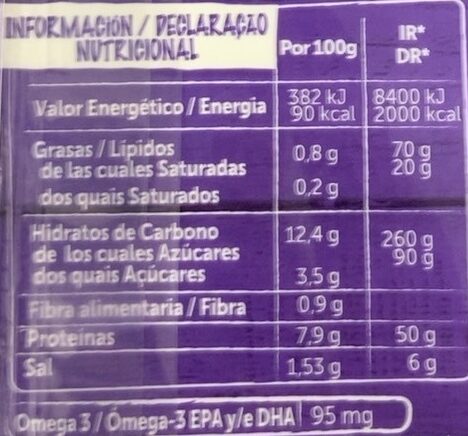 INFORMACIÓN / DECLARAÇÃO
NUTRICIONAL
Por 100g
IR*
DR*
Valor Energético / Energia
382 kJ
90 kcal
8400 kJ
2000 kcal
Grasas / Lípidos
de las cuales Saturadas
dos quais Saturados
0,8 g
0,2 g
70 g
20 g
Hidratos de Carbono
de los cuales Azúcares
dos quais Açúcares
12,4 g
3,5 g
260 g
90 g
Fibra alimentaria / Fibra
0,9 g
Proteínas
7,9 g
50 g
Sal
1,53 g
6 g
Omega 3 / Ómega-3 EPA y/e DHA
95 mg